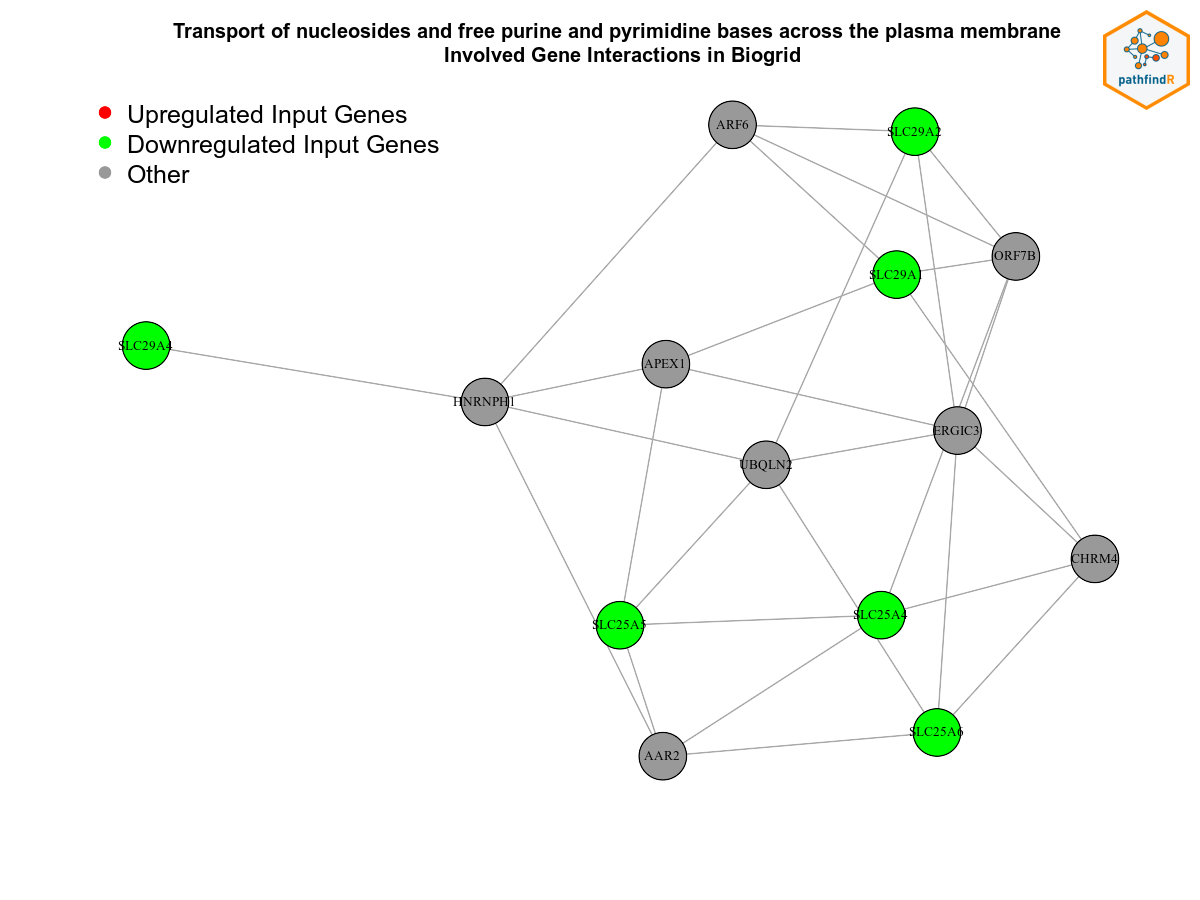 Transport of nucleosides and free purine and pyrimidine bases across the plasma membrane
Involved Gene Interactions in Biogrid
pathfindR
Upregulated Input Genes
Downregulated Input Genes
Other
ARF6
SLC29A2
ORF7B
SLC29A1
SLC29A4
APEX1
HNRNPH1
ERGIC3
UBQLN2
CHRM4
SLC25A5
SLC25A4
SLC25A6
AAR2